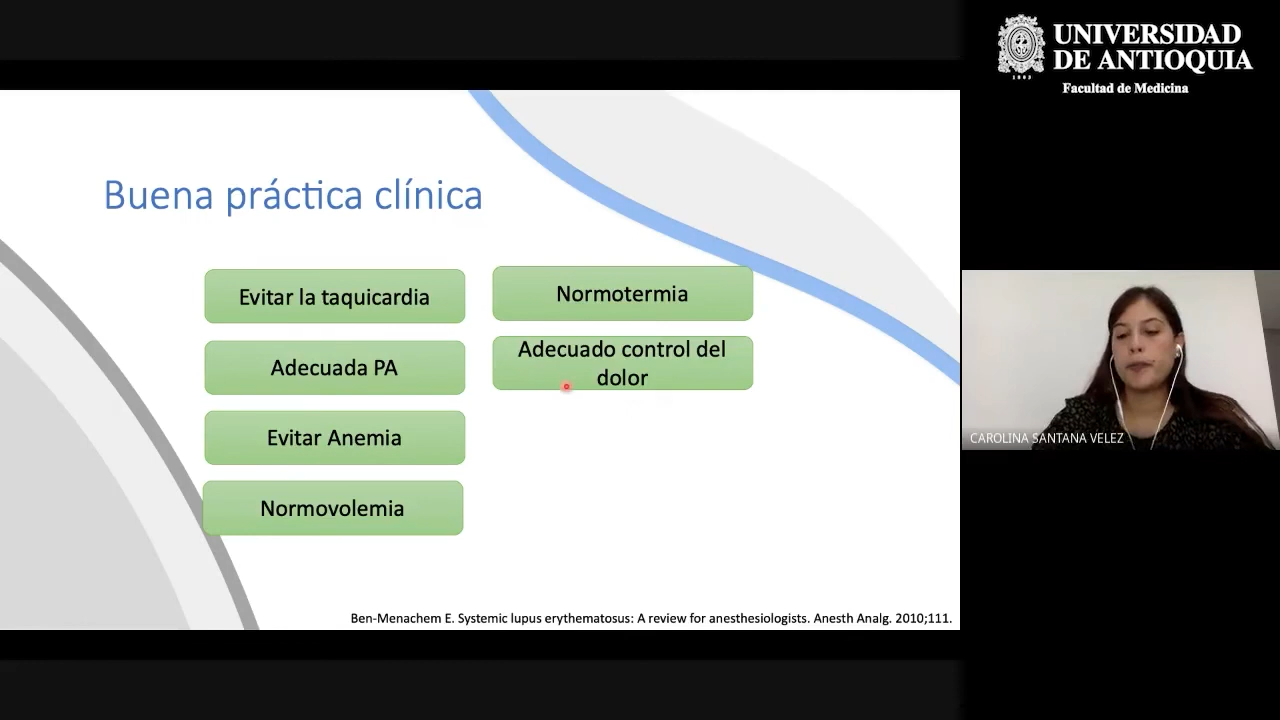 UNIVERSIDAD
DE ANTIOQUIA
1803
Facultad de Medicina
Buena práctica clínica
Evitar la taquicardia
Adecuada PA
Evitar Anemia
Normovolemia
Normotermia
Adecuado control del
dolor
Ben-Menachem E. Systemic lupus erythematosus: A review for anesthesiologists. Anesth Analg. 2010;111.
CAROLINA SANTANA VELEZ